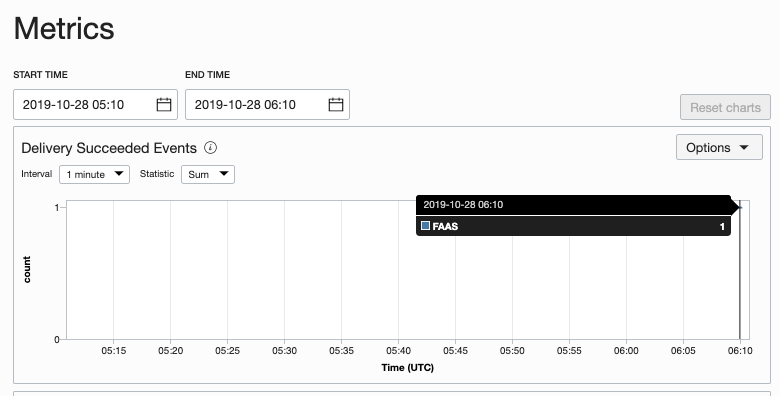 Metrics
START TIME END TIME
2019-10-28 05:10 2019-10-28 06:10 Reset charts
Delivery Succeeded Events i Options
Interval 1 minute Statistic Sum
2019-10-28 06:10
1
FAAS 1
count
0
05:15 05:20 05:25 05:30 05:35 05:40 05:45 05:50 05:55 06:00 06:05 06:10
Time (UTC)